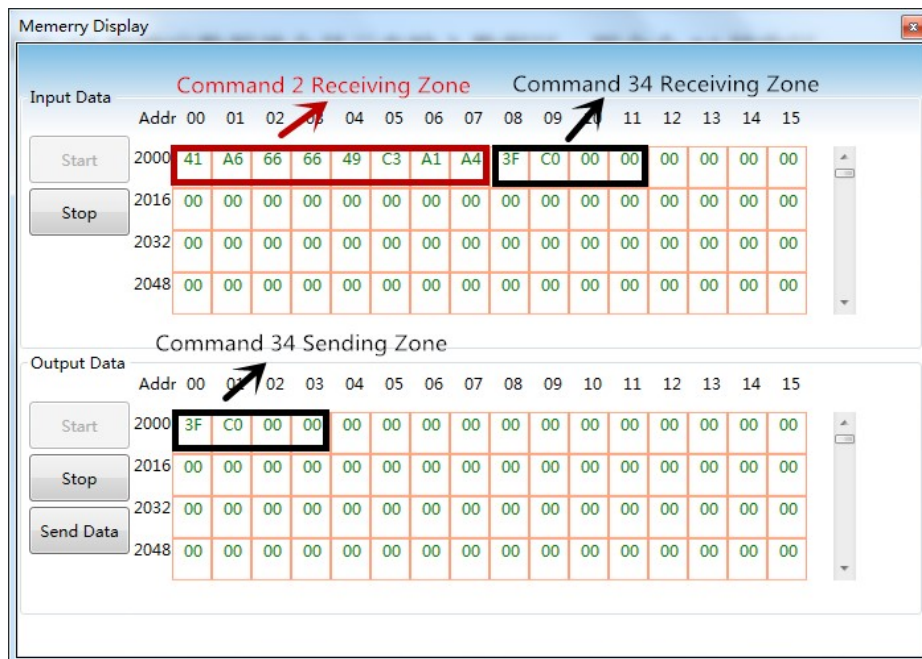 Memerry Display
Command 2 Receiving Zone Command 34 Receiving Zone
Input Data
Addr 00 01 02 03 04 05 06 07 08 09 10 11 12 13 14 15
Start 2000 41 A6 66 66 49 C3 A1 A4 3F C0 00 00 00 00 00 00
Stop 2016 00 00 00 00 00 00 00 00 00 00 00 00 00 00 00 00
2032 00 00 00 00 00 00 00 00 00 00 00 00 00 00 00 00
2048 00 00 00 00 00 00 00 00 00 00 00 00 00 00 00 00
Command 34 Sending Zone
Output Data
Addr 00 01 02 03 04 05 06 07 08 09 10 11 12 13 14 15
Start 2000 3F C0 00 00 00 00 00 00 00 00 00 00 00 00 00 00
Stop 2016 00 00 00 00 00 00 00 00 00 00 00 00 00 00 00 00
Send Data 2032 00 00 00 00 00 00 00 00 00 00 00 00 00 00 00 00
2048 00 00 00 00 00 00 00 00 00 00 00 00 00 00 00 00